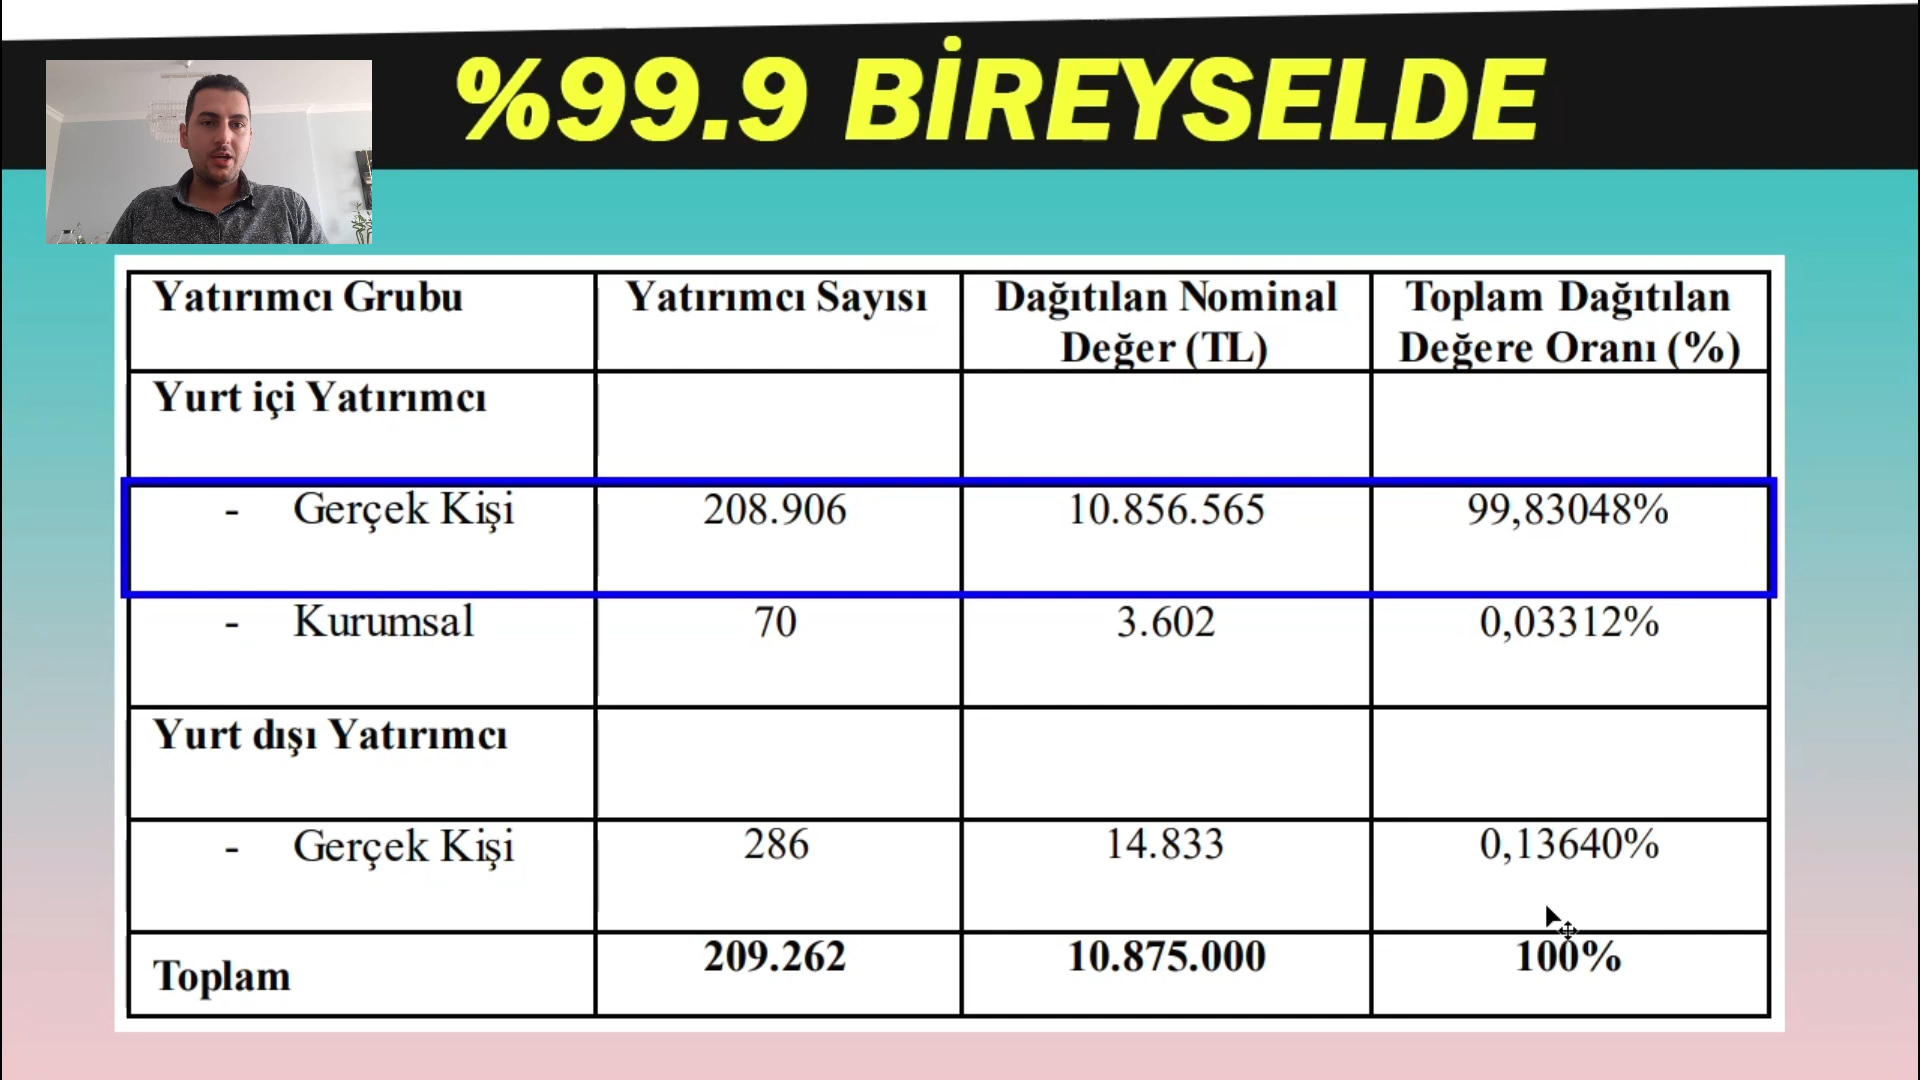 %99.9 BİREYSELDE
Yatırımcı Grubu Yatırımcı Sayısı Dağıtılan Nominal Değer (TL) Toplam Dağıtılan Değere Oranı (%)
Yurt içi Yatırımcı
- Gerçek Kişi 208.906 10.856.565 99,83048%
- Kurumsal 70 3.602 0,03312%
Yurt dışı Yatırımcı
- Gerçek Kişi 286 14.833 0,13640%
Toplam 209.262 10.875.000 100%